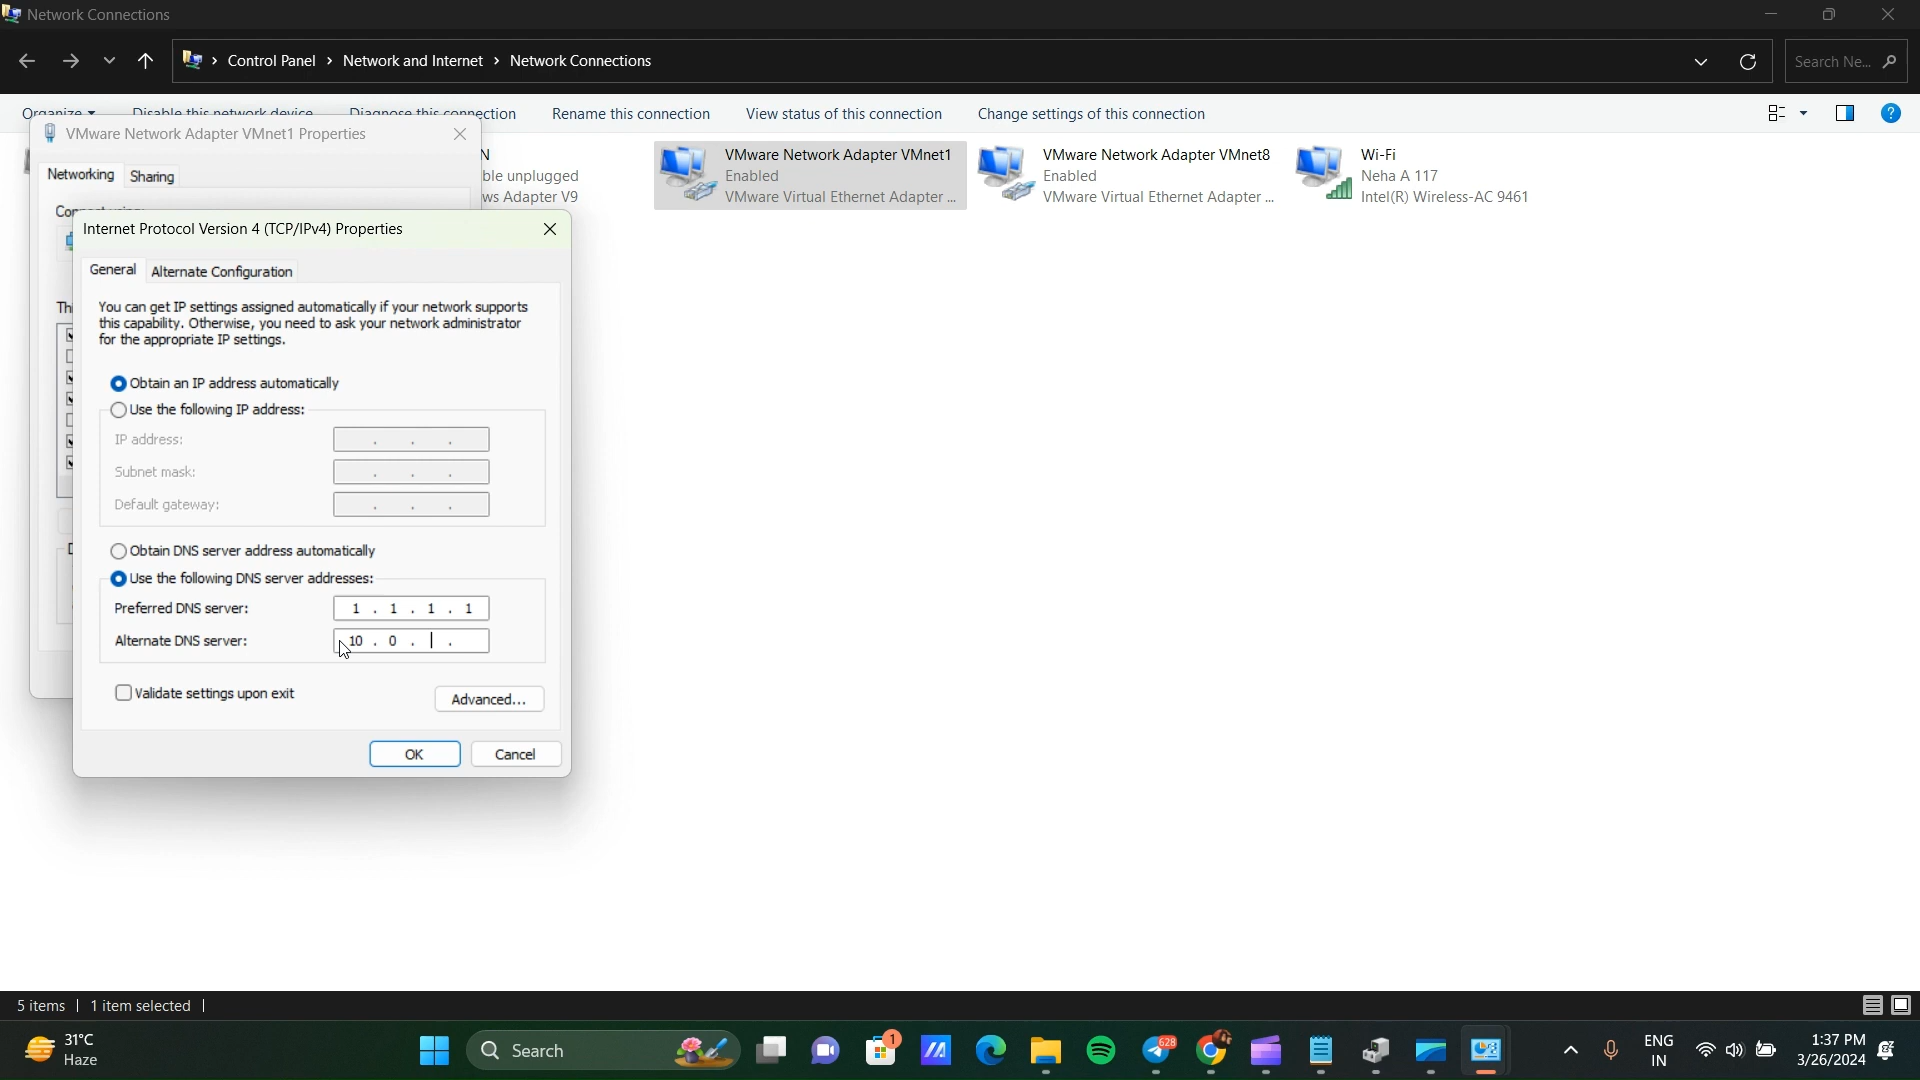 Network Connections
Control Panel > Network and Internet > Network Connections
Search Ne...
Organize
Disable this network device
Diagnose this connection
Rename this connection
View status of this connection
Change settings of this connection
VMware Network Adapter VMnet1 Properties
Networking
Sharing
N
ble unplugged
ws Adapter V9
VMware Network Adapter VMnet1
Enabled
VMware Virtual Ethernet Adapter ...
VMware Network Adapter VMnet8
Enabled
VMware Virtual Ethernet Adapter ...
Wi-Fi
Neha A 117
Intel(R) Wireless-AC 9461
Internet Protocol Version 4 (TCP/IPv4) Properties
General
Alternate Configuration
You can get IP settings assigned automatically if your network supports
this capability. Otherwise, you need to ask your network administrator
for the appropriate IP settings.
Obtain an IP address automatically
Use the following IP address:
IP address: . . .
Subnet mask: . . .
Default gateway: . . .
Obtain DNS server address automatically
Use the following DNS server addresses:
Preferred DNS server: 1 . 1 . 1 . 1
Alternate DNS server: 10 . 0 . .
Validate settings upon exit
Advanced...
OK
Cancel
5 items
1 item selected
31°C
Haze
Search
1
628
ENG
IN
1:37 PM
3/26/2024